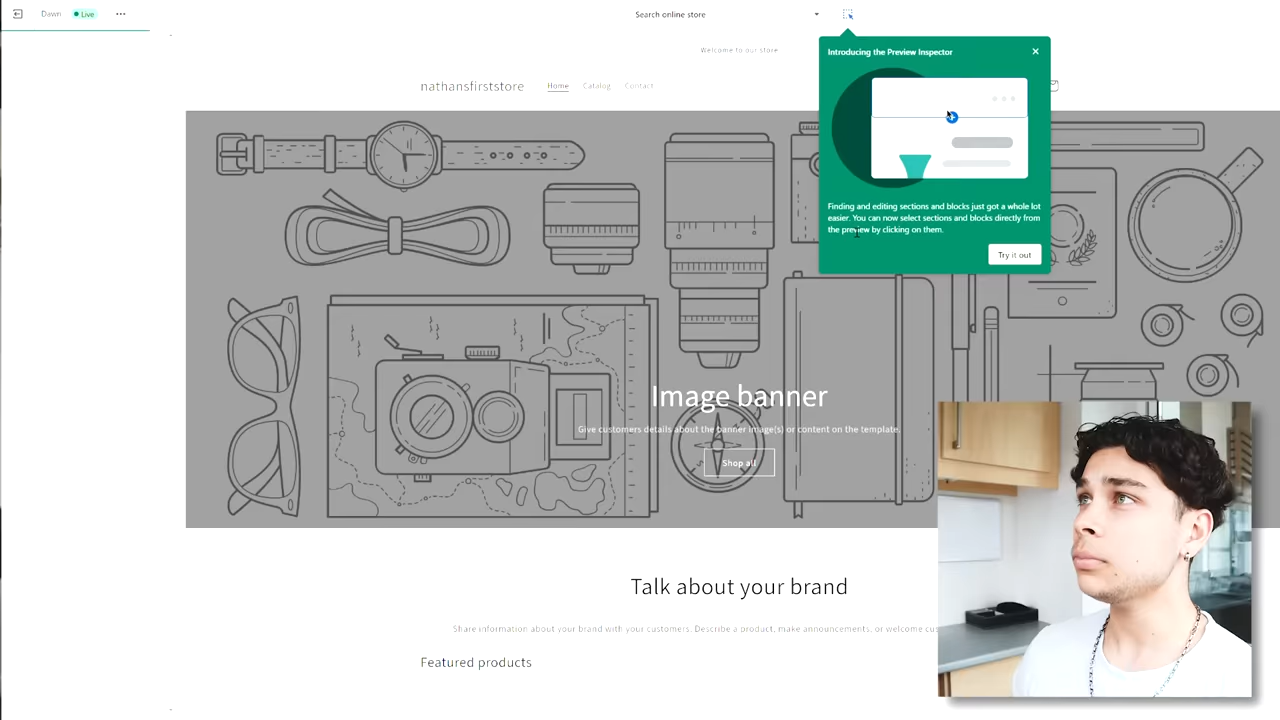 Dawn
Live
Search online store
Welcome to our store
nathansfirststore
Home
Catalog
Contact
Introducing the Preview Inspector
Finding and editing sections and blocks just got a whole lot
easier. You can now select sections and blocks directly from
the preview by clicking on them.
Try it out
Image banner
Give customers details about the banner image(s) or content on the template.
Shop all
Talk about your brand
Share information about your brand with your customers. Describe a product, make announcements, or welcome
Featured products